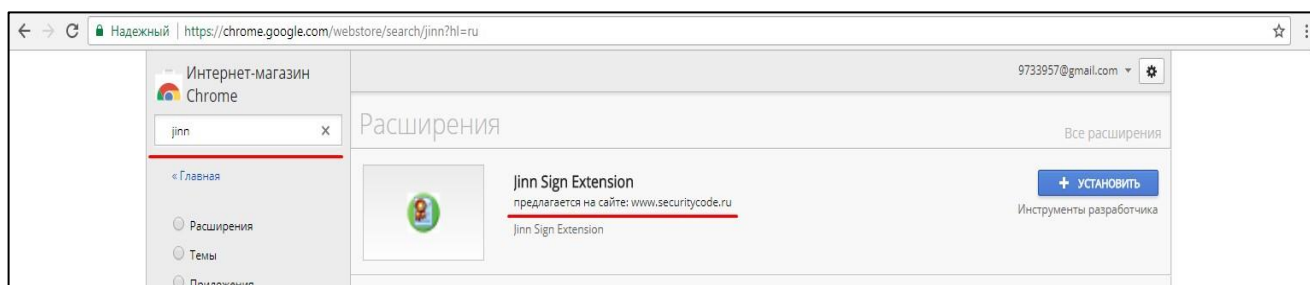 Надежный | https://chrome.google.com/webstore/search/jinn?hl=ru
Интернет-магазин
Chrome
9733957@gmail.com
jinn
Расширения
Все расширения
« Главная
Jinn Sign Extension
предлагается на сайте: www.securitycode.ru
Jinn Sign Extension
+ УСТАНОВИТЬ
Инструменты разработчика
Расширения
Темы
Приложения